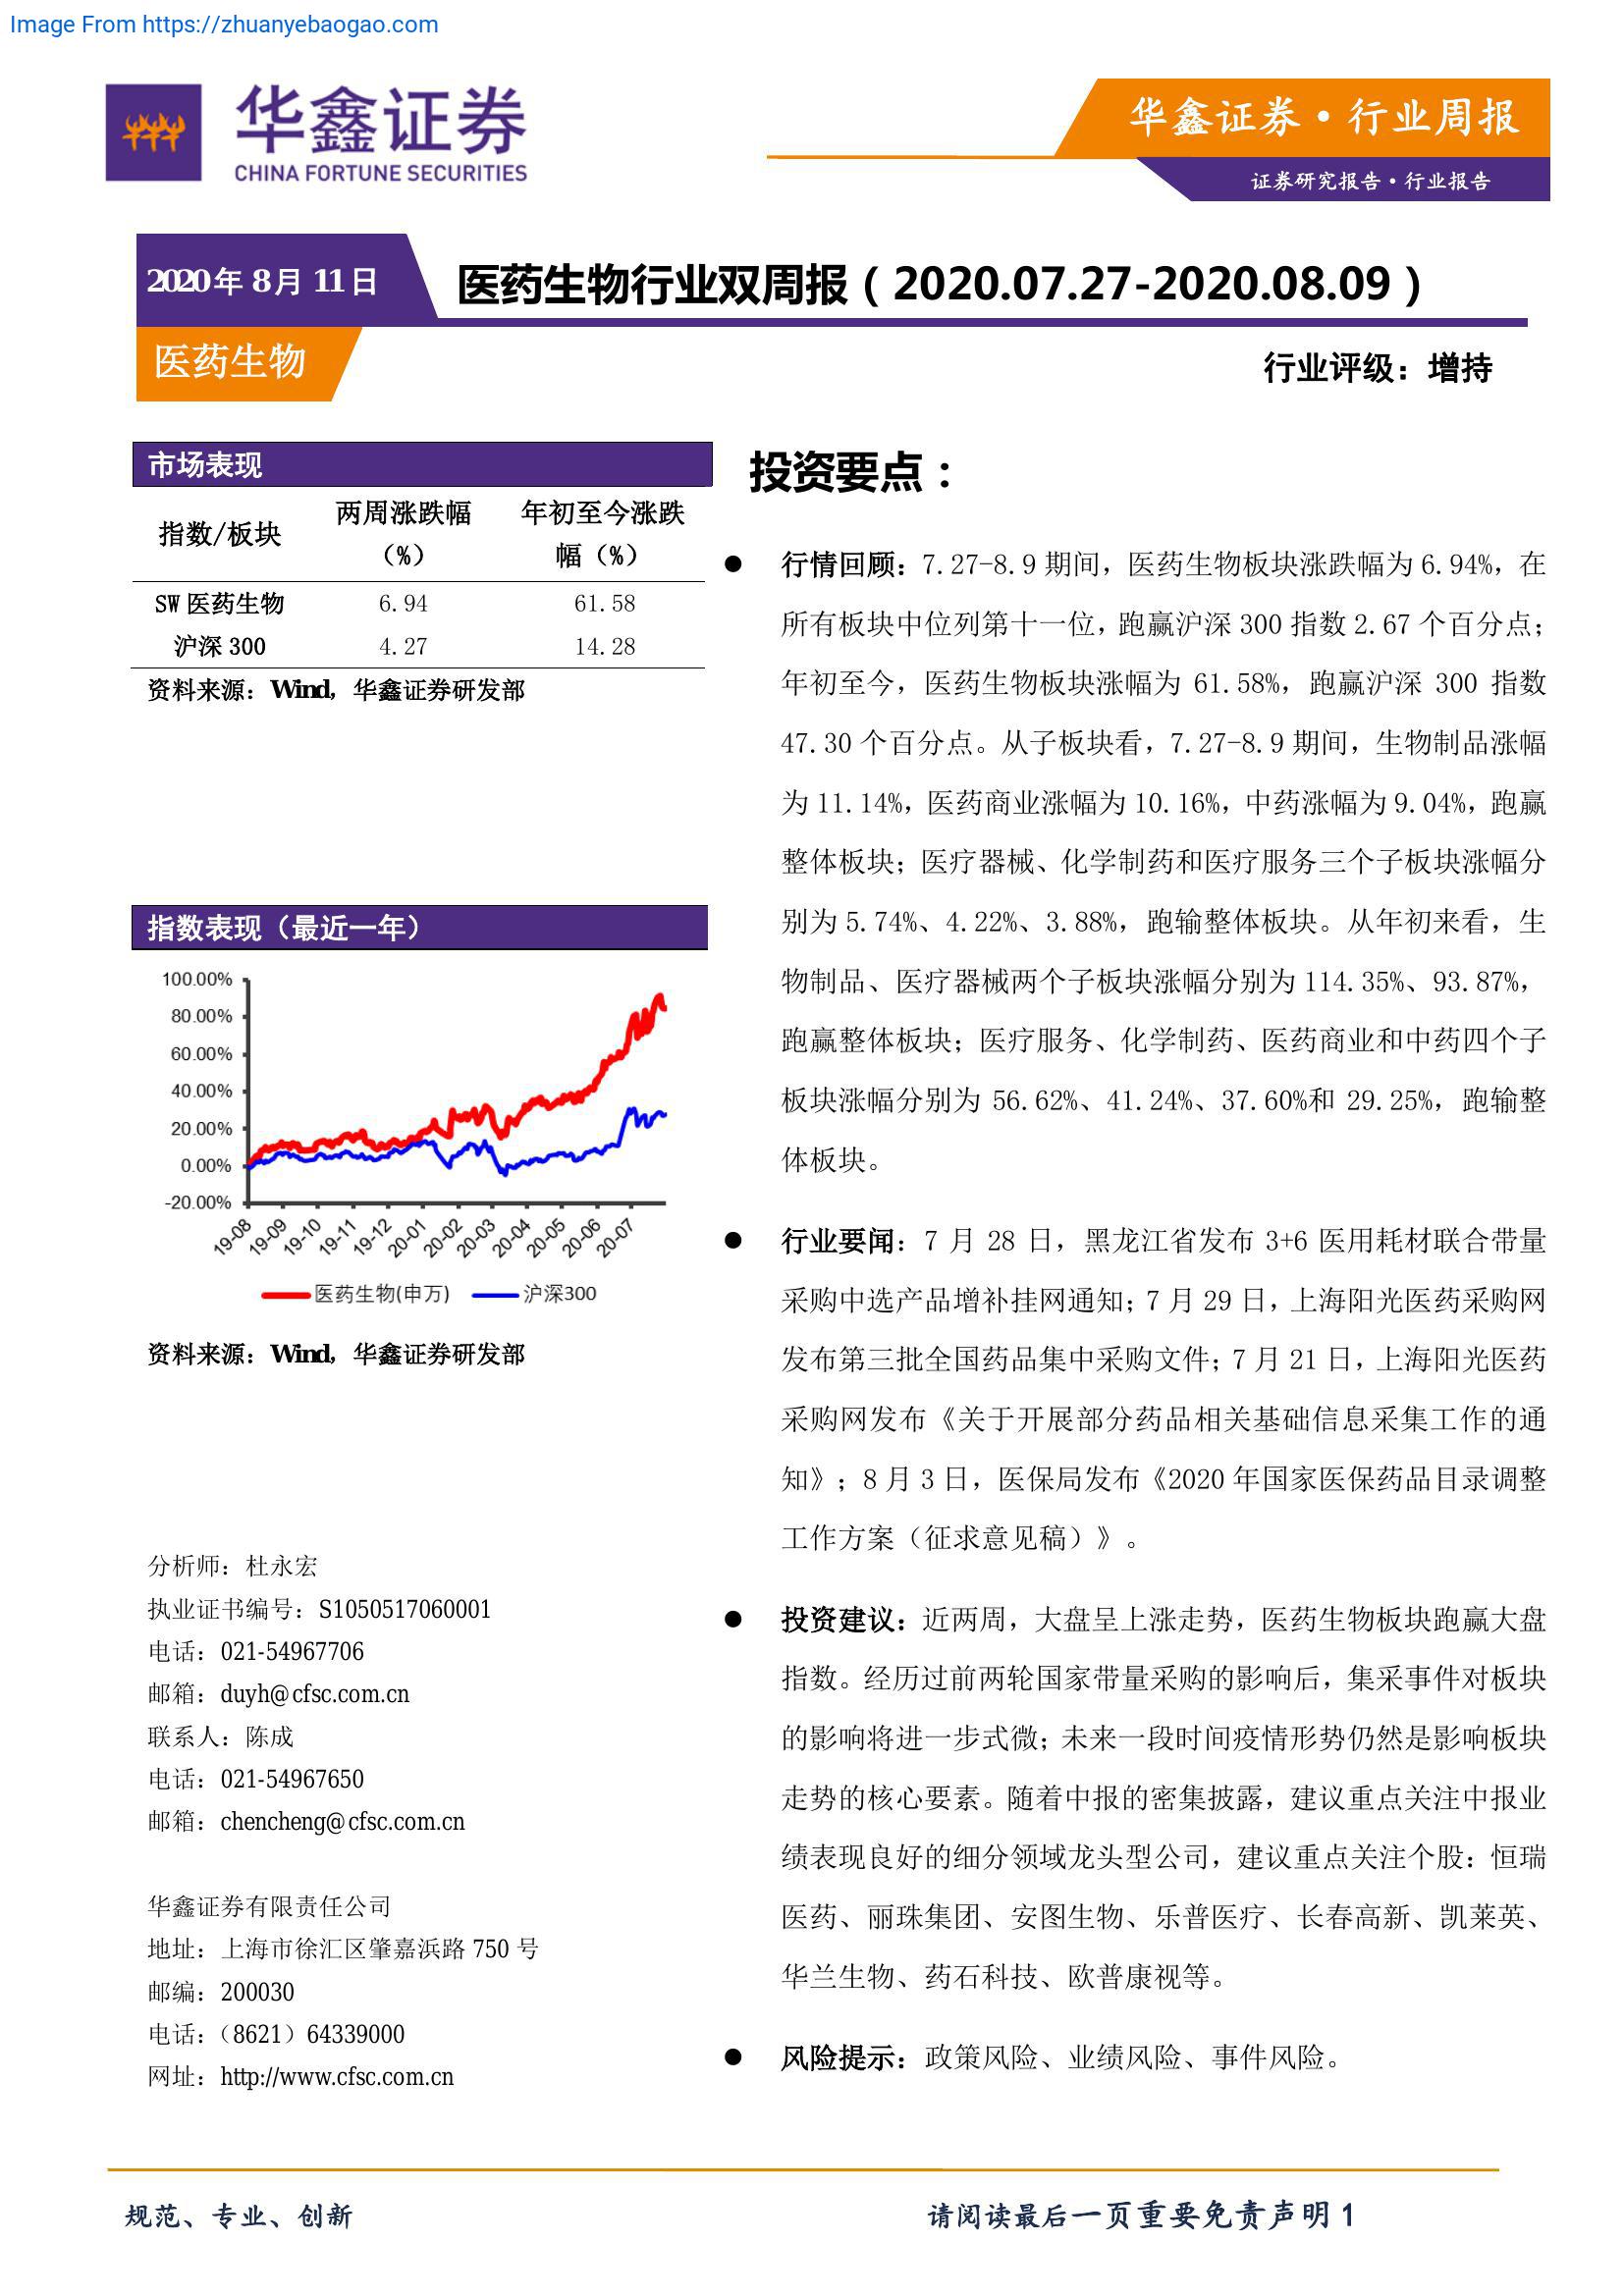 Image From https://zhuanyebaogao.com
华鑫证券
CHINA FORTUNE SECURITIES
华鑫证券·行业周报
证券研究报告·行业报告
2020年8月11日
医药生物行业双周报（2020.07.27-2020.08.09）
医药生物
行业评级：增持
市场表现
指数/板块 两周涨跌幅（%） 年初至今涨跌幅（%）
SW 医药生物 6.94 61.58
沪深 300 4.27 14.28
资料来源：Wind，华鑫证券研发部
指数表现（最近一年）
100.00%
80.00%
60.00%
40.00%
20.00%
0.00%
-20.00%
19-08 19-09 19-10 19-11 19-12 20-01 20-02 20-03 20-04 20-05 20-06 20-07
医药生物(申万) 沪深300
资料来源：Wind，华鑫证券研发部
分析师：杜永宏
执业证书编号：S1050517060001
电话：021-54967706
邮箱：duyh@cfsc.com.cn
联系人：陈成
电话：021-54967650
邮箱：chencheng@cfsc.com.cn
华鑫证券有限责任公司
地址：上海市徐汇区肇嘉浜路 750 号
邮编：200030
电话：（8621）64339000
网址：http://www.cfsc.com.cn
投资要点：
● 行情回顾：7.27-8.9 期间，医药生物板块涨跌幅为 6.94%，在
所有板块中位列第十一位，跑赢沪深 300 指数 2.67 个百分点；
年初至今，医药生物板块涨幅为 61.58%，跑赢沪深 300 指数
47.30 个百分点。从子板块看，7.27-8.9 期间，生物制品涨幅
为 11.14%，医药商业涨幅为 10.16%，中药涨幅为 9.04%，跑赢
整体板块；医疗器械、化学制药和医疗服务三个子板块涨幅分
别为 5.74%、4.22%、3.88%，跑输整体板块。从年初来看，生
物制品、医疗器械两个子板块涨幅分别为 114.35%、93.87%，
跑赢整体板块；医疗服务、化学制药、医药商业和中药四个子
板块涨幅分别为 56.62%、41.24%、37.60%和 29.25%，跑输整
体板块。
● 行业要闻：7 月 28 日，黑龙江省发布 3+6 医用耗材联合带量
采购中选产品增补挂网通知；7 月 29 日，上海阳光医药采购网
发布第三批全国药品集中采购文件；7 月 21 日，上海阳光医药
采购网发布《关于开展部分药品相关基础信息采集工作的通
知》；8 月 3 日，医保局发布《2020 年国家医保药品目录调整
工作方案（征求意见稿）》。
● 投资建议：近两周，大盘呈上涨走势，医药生物板块跑赢大盘
指数。经历过前两轮国家带量采购的影响后，集采事件对板块
的影响将进一步式微；未来一段时间疫情形势仍然是影响板块
走势的核心要素。随着中报的密集披露，建议重点关注中报业
绩表现良好的细分领域龙头型公司，建议重点关注个股：恒瑞
医药、丽珠集团、安图生物、乐普医疗、长春高新、凯莱英、
华兰生物、药石科技、欧普康视等。
● 风险提示：政策风险、业绩风险、事件风险。
规范、专业、创新
请阅读最后一页重要免责声明 1